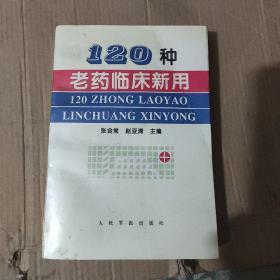 120种
老药临床新用
120 ZHONG LAOYAO
LINCHUANG XINYONG
张会常 赵亚清 主编
人民军医出版社